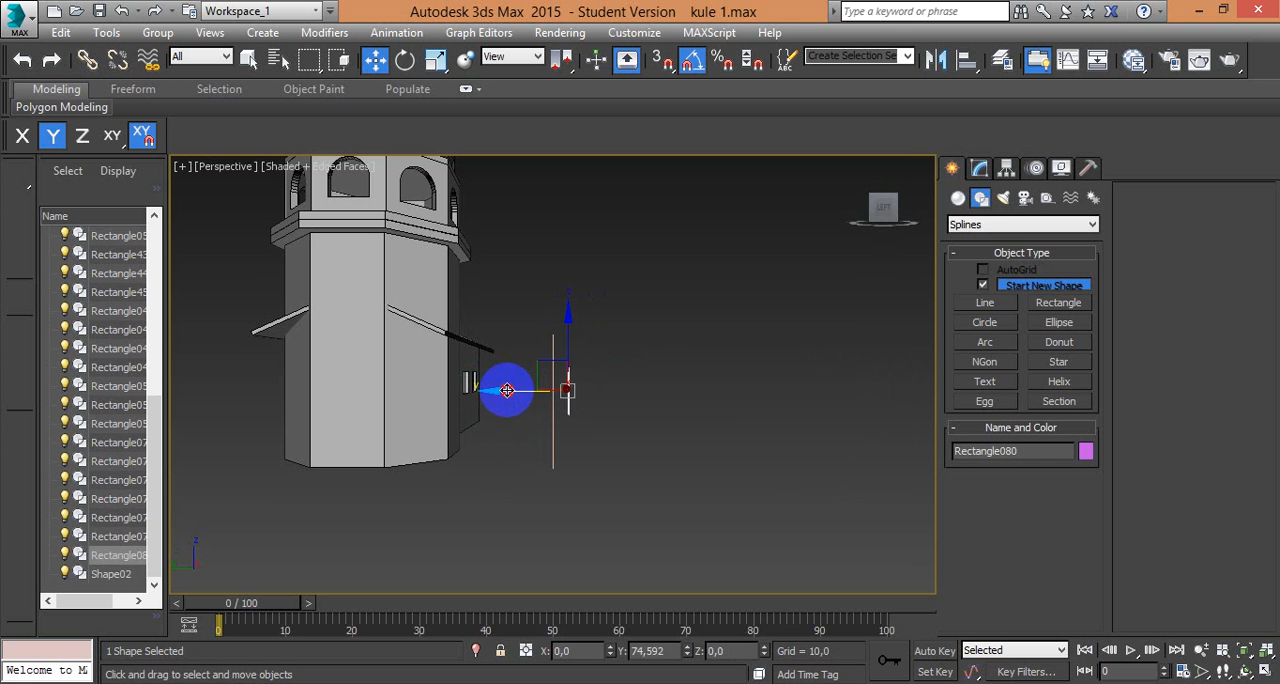 MAX
Workspace_1
Autodesk 3ds Max 2015 - Student Version kule 1.max
Type a keyword or phrase
Edit Tools Group Views Create Modifiers Animation Graph Editors Rendering Customize MAXScript Help
All
View
3
Create Selection Se
Modeling Freeform Selection Object Paint Populate
Polygon Modeling
X Y Z XY XY
[+] [Perspective] [Shaded + Edged Faces]
LEFT
Select Display
Name
Rectangle05
Rectangle43
Rectangle44
Rectangle45
Rectangle04
Rectangle04
Rectangle04
Rectangle04
Rectangle05
Rectangle05
Rectangle05
Rectangle07
Rectangle07
Rectangle07
Rectangle07
Rectangle07
Rectangle07
Rectangle08
Shape02
z
Splines
- Object Type
AutoGrid
Start New Shape
Line Rectangle
Circle Ellipse
Arc Donut
NGon Star
Text Helix
Egg Section
- Name and Color
Rectangle080
< 0 / 100 >
0 10 20 30 40 50 60 70 80 90 100
1 Shape Selected
X: 0,0 Y: 74,592 Z: 0,0 Grid = 10,0
Auto Key Selected
Welcome to M
Click and drag to select and move objects
Add Time Tag
Set Key Key Filters... 0